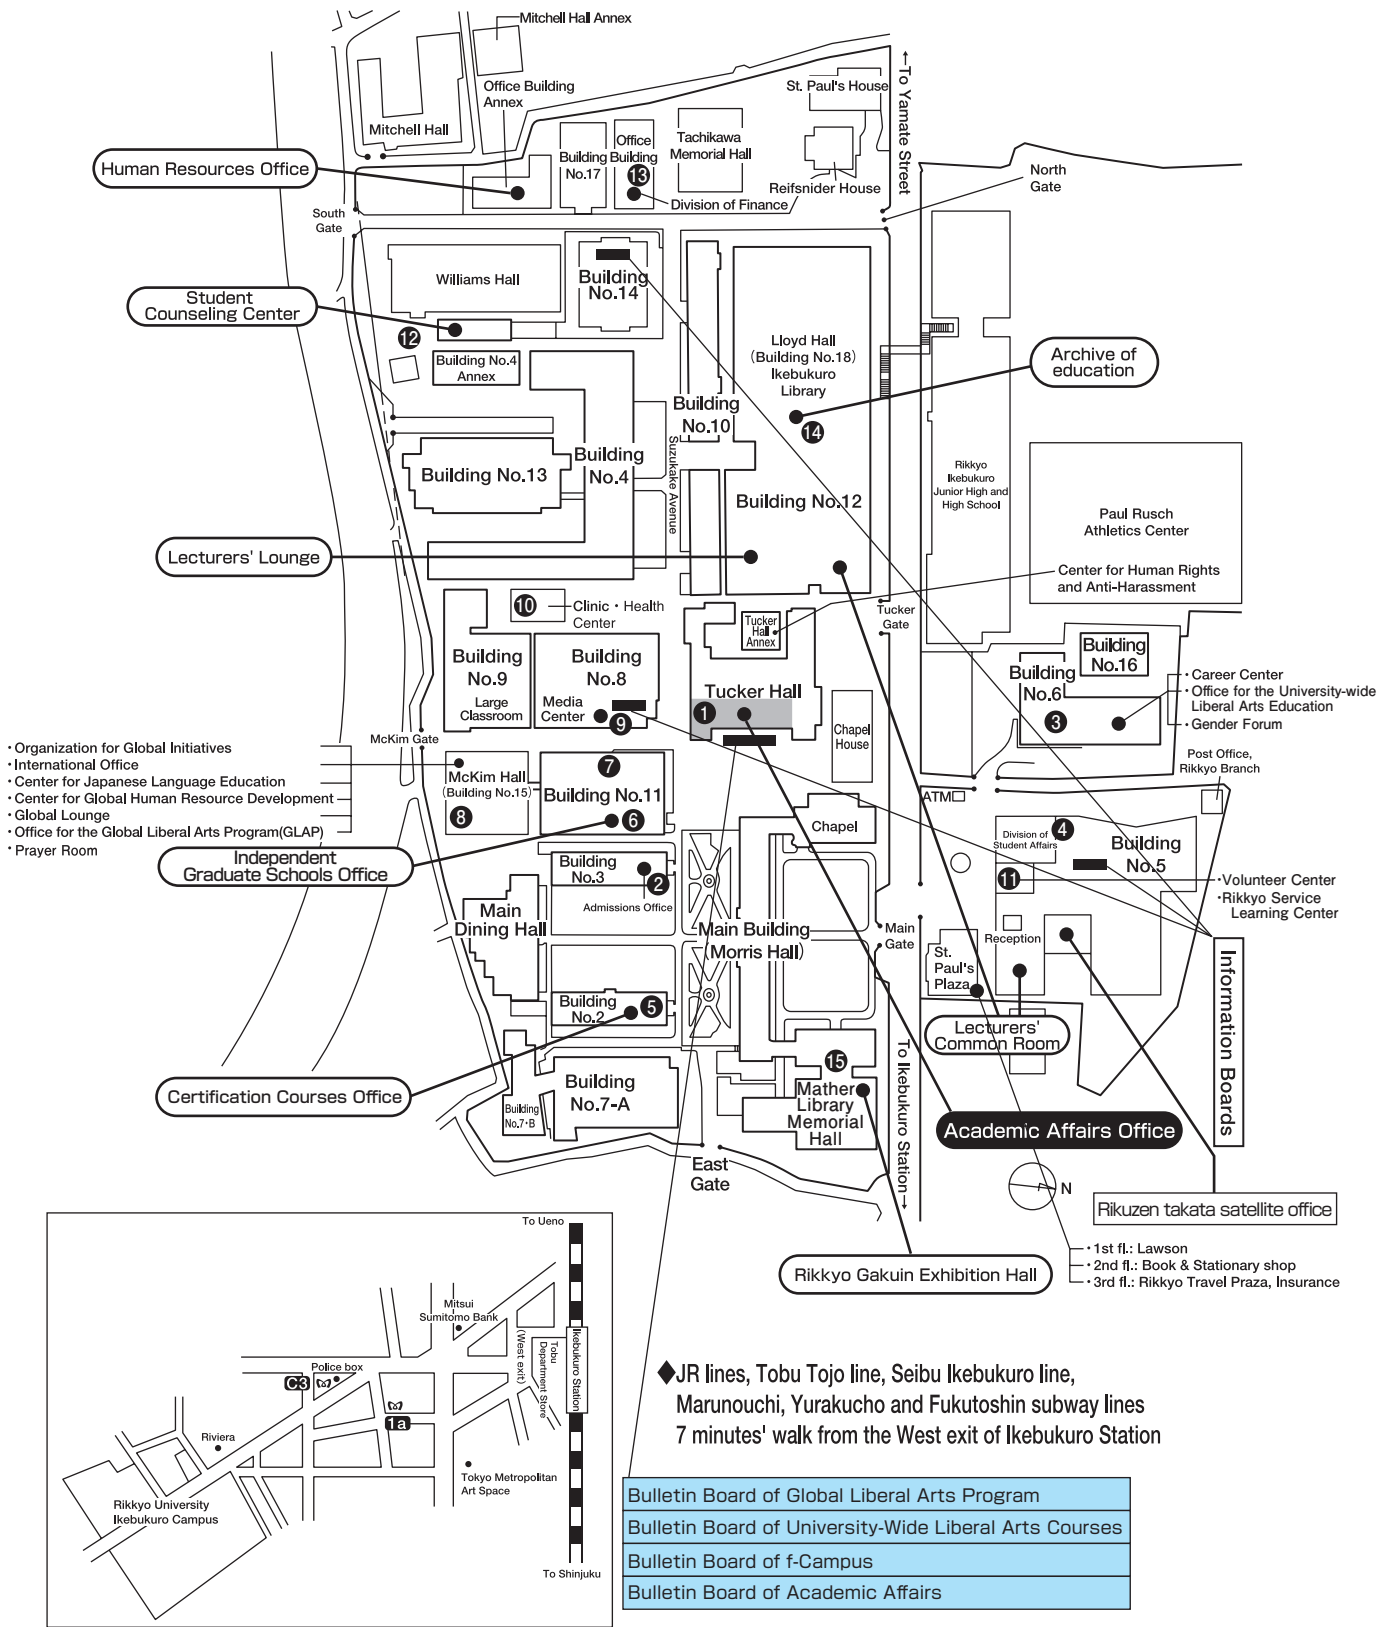 Mitchell Hall Annex
Office Building
Annex
Mitchell Hall
St. Paul's House
←To Yamate Street
Office
Building
13
Building
No.17
Tachikawa
Memorial Hall
Reifsnider House
Division of Finance
Human Resources Office
North
Gate
South
Gate
Williams Hall
Building
No.14
Student
Counseling Center
12
Building No.4
Annex
Lloyd Hall
(Building No.18)
Ikebukuro
Library
14
Archive of
education
Building
No.10
Suzukake Avenue
Building No.13
Building
No.4
Building No.12
Rikkyo
Ikebukuro
Junior High and
High School
Paul Rusch
Athletics Center
Lecturers' Lounge
Center for Human Rights
and Anti-Harassment
10
Clinic・Health
Center
Tucker
Hall
Annex
Tucker
Gate
Building
No.9
Large
Classroom
Building
No.8
Media
Center
9
Tucker Hall
1
Chapel
House
Building
No.16
Building
No.6
3
・Career Center
・Office for the University-wide
Liberal Arts Education
・Gender Forum
Post Office,
Rikkyo Branch
McKim Gate
・Organization for Global Initiatives
・International Office
・Center for Japanese Language Education
・Center for Global Human Resource Development
・Global Lounge
・Office for the Global Liberal Arts Program(GLAP)
・Prayer Room
McKim Hall
(Building No.15)
8
7
Building No.11
6
ATM
Chapel
Division of
Student Affairs
4
Building
No.5
Independent
Graduate Schools Office
Building
No.3
2
Admissions Office
11
・Volunteer Center
・Rikkyo Service
Learning Center
Main
Dining Hall
Main Building
(Morris Hall)
Main
Gate
Reception
St.
Paul's
Plaza
Information Boards
Building
No.2
5
Lecturers'
Common Room
To Ikebukuro Station→
15
Mather
Library
Memorial
Hall
Certification Courses Office
Building
No.7-A
Building
No.7・B
Academic Affairs Office
East
Gate
N
Rikuzen takata satellite office
・1st fl.: Lawson
・2nd fl.: Book & Stationary shop
・3rd fl.: Rikkyo Travel Praza, Insurance
Rikkyo Gakuin Exhibition Hall
To Ueno
Mitsui
Sumitomo Bank
(West exit)
Tobu
Department Store
Ikebukuro Station
Police box
C3
1a
Riviera
Tokyo Metropolitan
Art Space
Rikkyo University
Ikebukuro Campus
To Shinjuku
◆JR lines, Tobu Tojo line, Seibu Ikebukuro line,
Marunouchi, Yurakucho and Fukutoshin subway lines
7 minutes' walk from the West exit of Ikebukuro Station
Bulletin Board of Global Liberal Arts Program
Bulletin Board of University-Wide Liberal Arts Courses
Bulletin Board of f-Campus
Bulletin Board of Academic Affairs